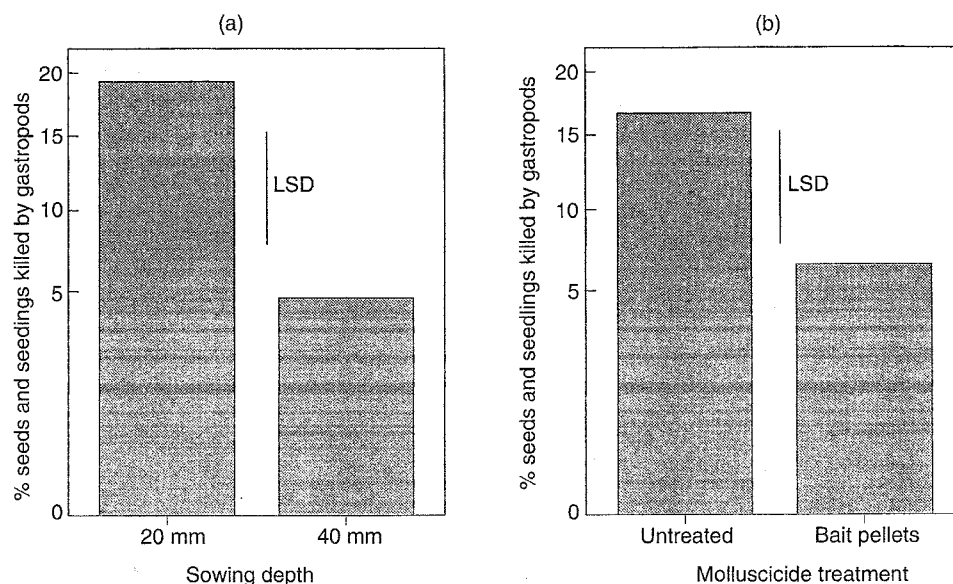 (a)
% seeds and seedings killed by gastropods
20
15
10
5
0
LSD
20 mm
40 mm
Sowing depth
(b)
% seeds and seedlings killed by gastropods
20
15
10
5
0
LSD
Untreated
Bait pellets
Molluscicide treatment